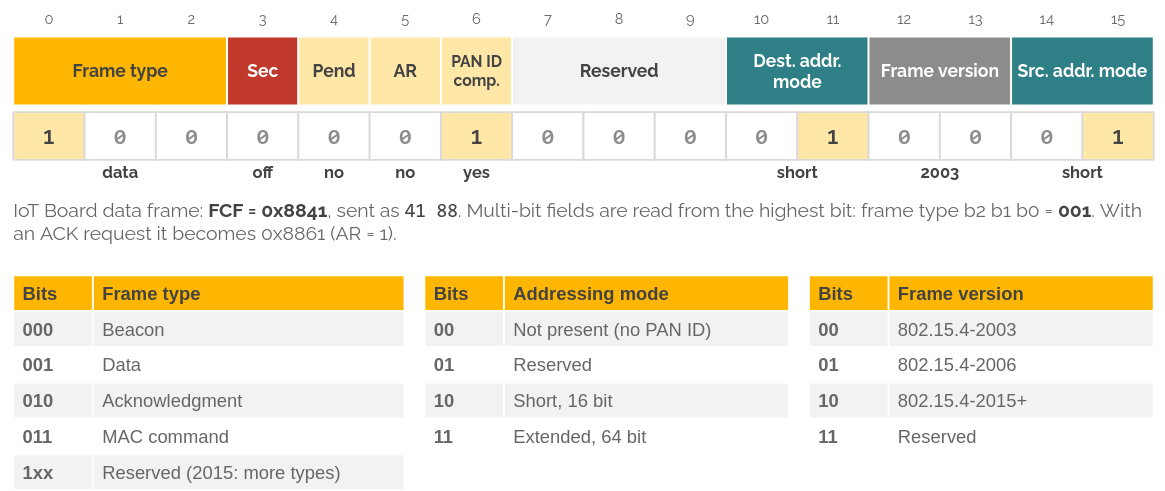 0 1 2 3 4 5 6 7 8 9 10 11 12 13 14 15
Frame type Sec Pend AR PAN ID comp. Reserved Dest. addr. mode Frame version Src. addr. mode
1 0 0 0 0 0 1 0 0 0 0 1 0 0 0 1
data off no no yes short 2003 short
IoT Board data frame: FCF = 0x8841, sent as 41 88. Multi-bit fields are read from the highest bit: frame type b2 b1 b0 = 001. With
an ACK request it becomes 0x8861 (AR = 1).
Bits Frame type
000 Beacon
001 Data
010 Acknowledgment
011 MAC command
1xx Reserved (2015: more types)
Bits Addressing mode
00 Not present (no PAN ID)
01 Reserved
10 Short, 16 bit
11 Extended, 64 bit
Bits Frame version
00 802.15.4-2003
01 802.15.4-2006
10 802.15.4-2015+
11 Reserved